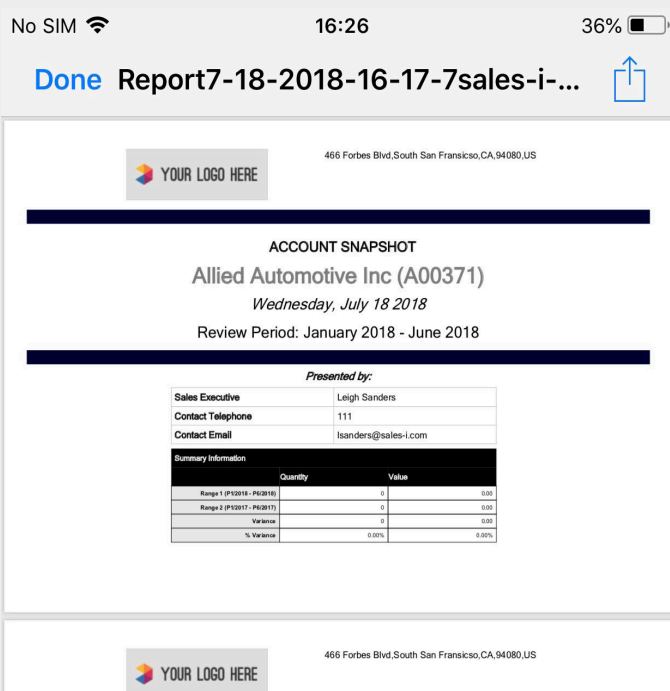 No SIM 16:26 36%
Done Report7-18-2018-16-17-7sales-i-...
466 Forbes Blvd,South San Fransicso,CA,94080,US
YOUR LOGO HERE
ACCOUNT SNAPSHOT
Allied Automotive Inc (A00371)
Wednesday, July 18 2018
Review Period: January 2018 - June 2018
Presented by:
Sales Executive Leigh Sanders
Contact Telephone 111
Contact Email lsanders@sales-i.com
Summary Information
Quantity Value
Range 1 (P1/2018 - P6/2018) 0 0.00
Range 2 (P1/2017 - P6/2017) 0 0.00
Variance 0 0.00
% Variance 0.00% 0.00%
466 Forbes Blvd,South San Fransicso,CA,94080,US
YOUR LOGO HERE